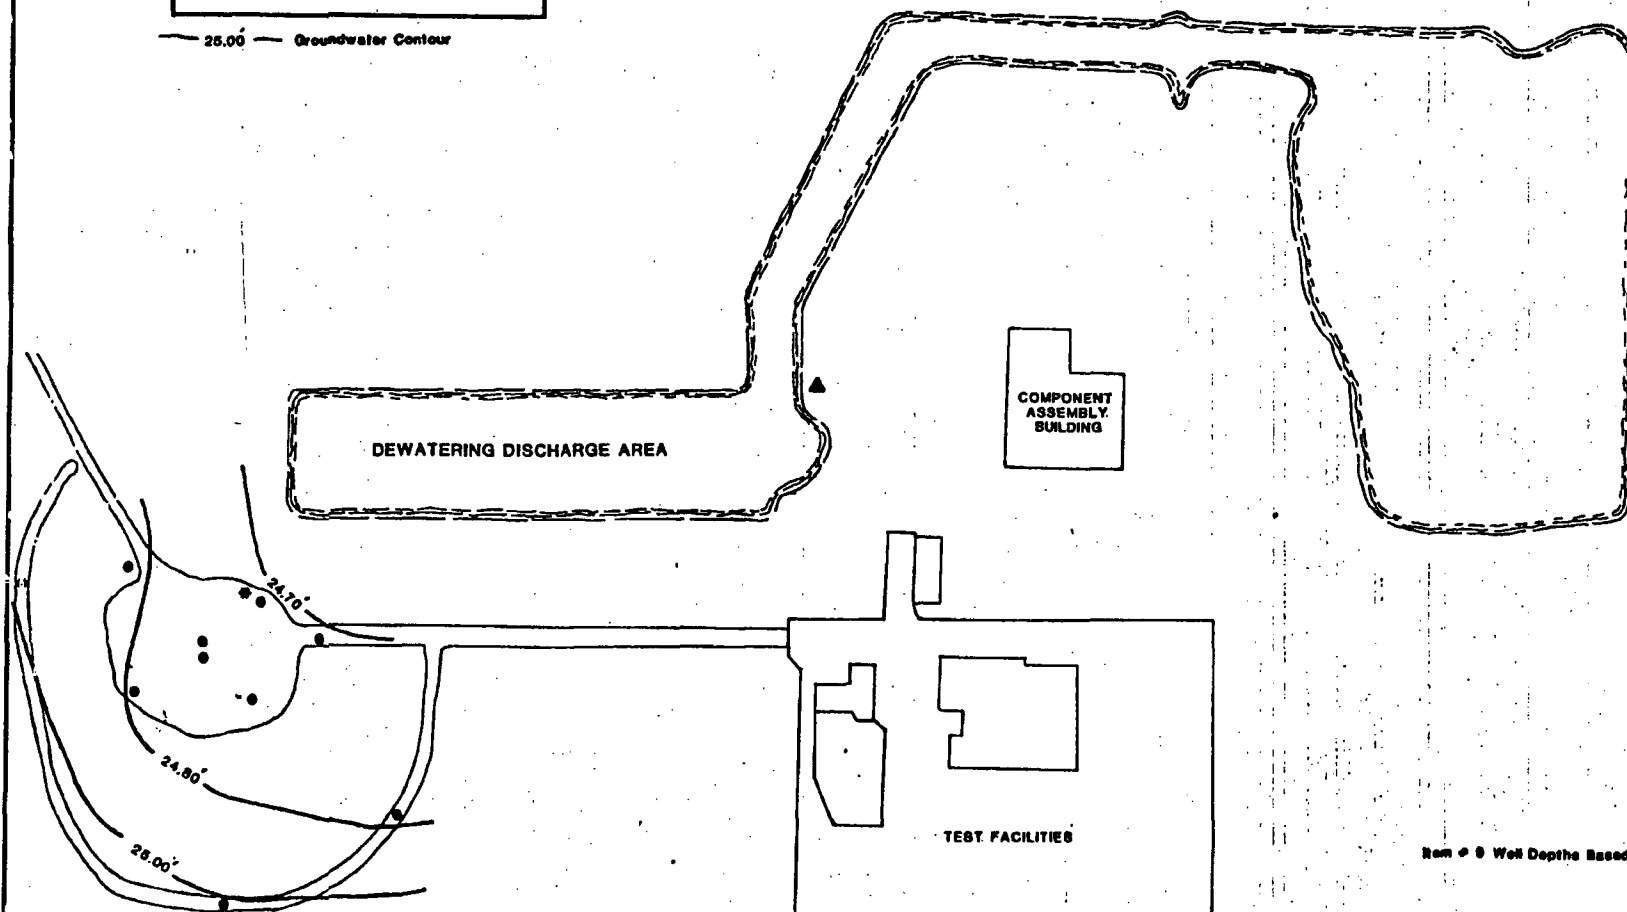 25.00' Groundwater Contour
COMPONENT
ASSEMBLY
BUILDING
DEWATERING DISCHARGE AREA
24.70'
24.80'
25.00'
TEST FACILITIES
Item # 9 Well Depths Based